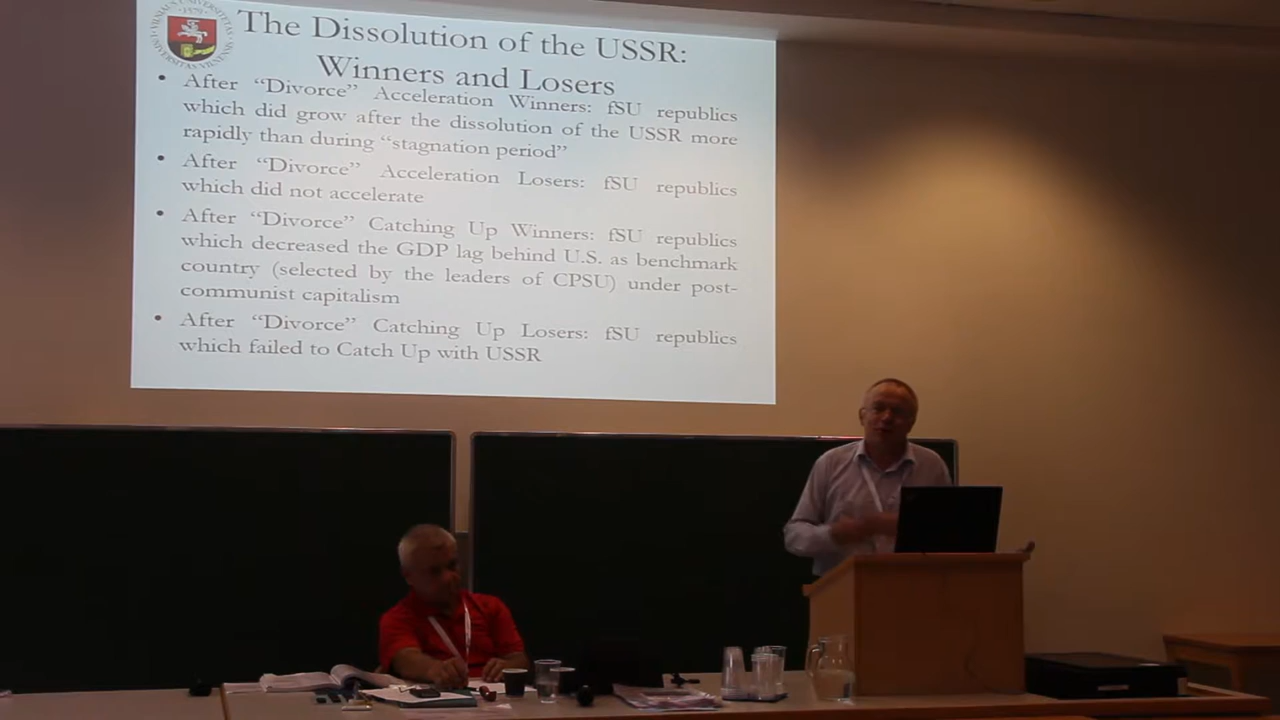 The Dissolution of the USSR:
Winners and Losers
• After “Divorce” Acceleration Winners: fSU republics
which did grow after the dissolution of the USSR more
rapidly than during “stagnation period”
• After “Divorce” Acceleration Losers: fSU republics
which did not accelerate
• After “Divorce” Catching Up Winners: fSU republics
which decreased the GDP lag behind U.S. as benchmark
country (selected by the leaders of CPSU) under post-
communist capitalism
• After “Divorce” Catching Up Losers: fSU republics
which failed to Catch Up with USSR